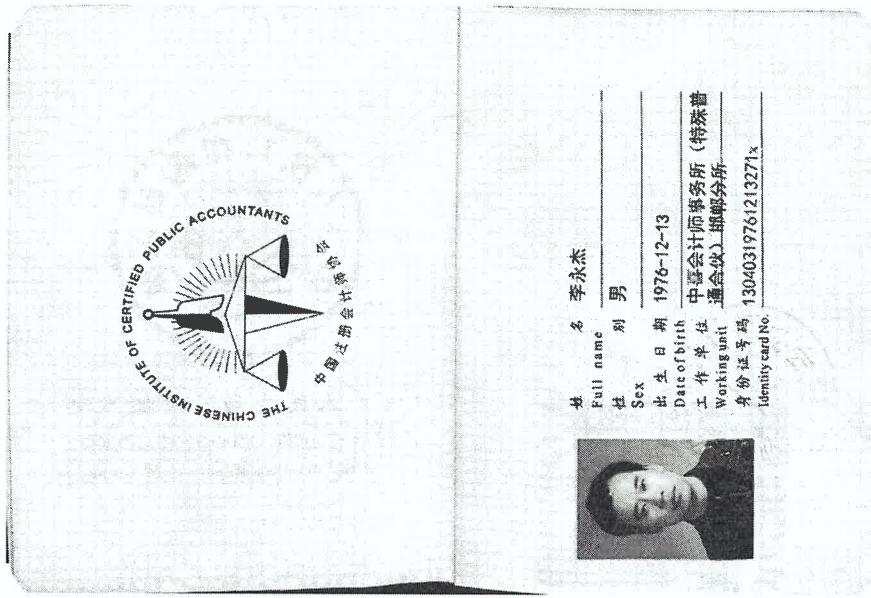 THE CHINESE INSTITUTE OF CERTIFIED PUBLIC ACCOUNTANTS
中国注册会计师协会
姓 名 李永杰
Full name
性 别 男
Sex
出 生 日 期 1976-12-13
Date of birth
工 作 单 位 中喜会计师事务所（特殊普
Working unit 通合伙）邯郸分所
身 份 证 号 码 13040319761213271x
Identity card No.